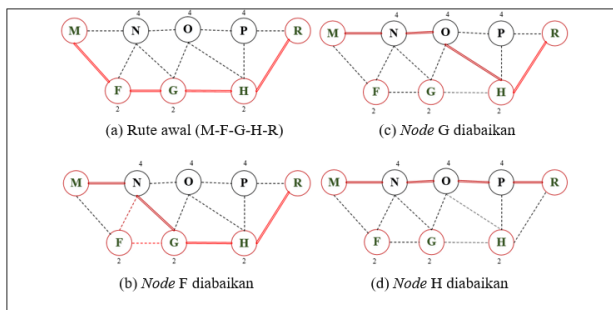 4 4 4
M N O P R
F G H
2 2 2
(a) Rute awal (M-F-G-H-R)
4 4 4
M N O P R
F G H
2 2 2
(c) Node G diabaikan
4 4 4
M N O P R
F G H
2 2 2
(b) Node F diabaikan
4 4 4
M N O P R
F G H
2 2 2
(d) Node H diabaikan